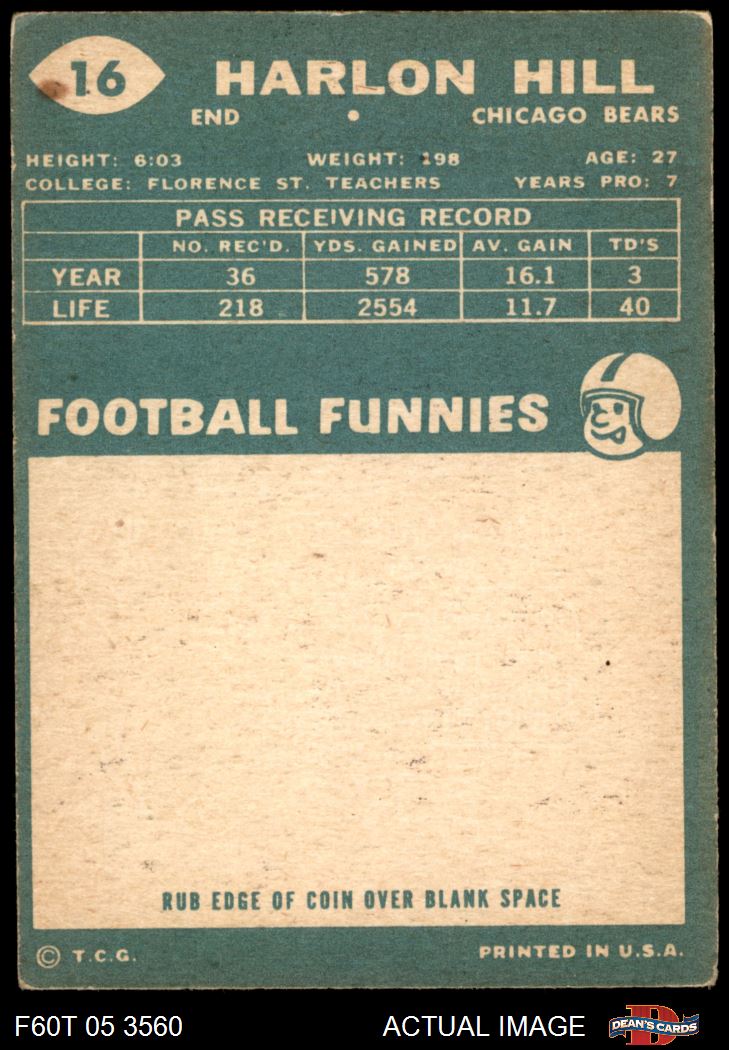 16
HARLON HILL
END • CHICAGO BEARS
HEIGHT: 6:03 WEIGHT: 198 AGE: 27
COLLEGE: FLORENCE ST. TEACHERS YEARS PRO: 7
PASS RECEIVING RECORD
NO. REC'D. YDS. GAINED AV. GAIN TD'S
YEAR 36 578 16.1 3
LIFE 218 2554 11.7 40
FOOTBALL FUNNIES
RUB EDGE OF COIN OVER BLANK SPACE
© T.C.G. PRINTED IN U.S.A.
F60T 05 3560 ACTUAL IMAGE D DEAN'S CARDS